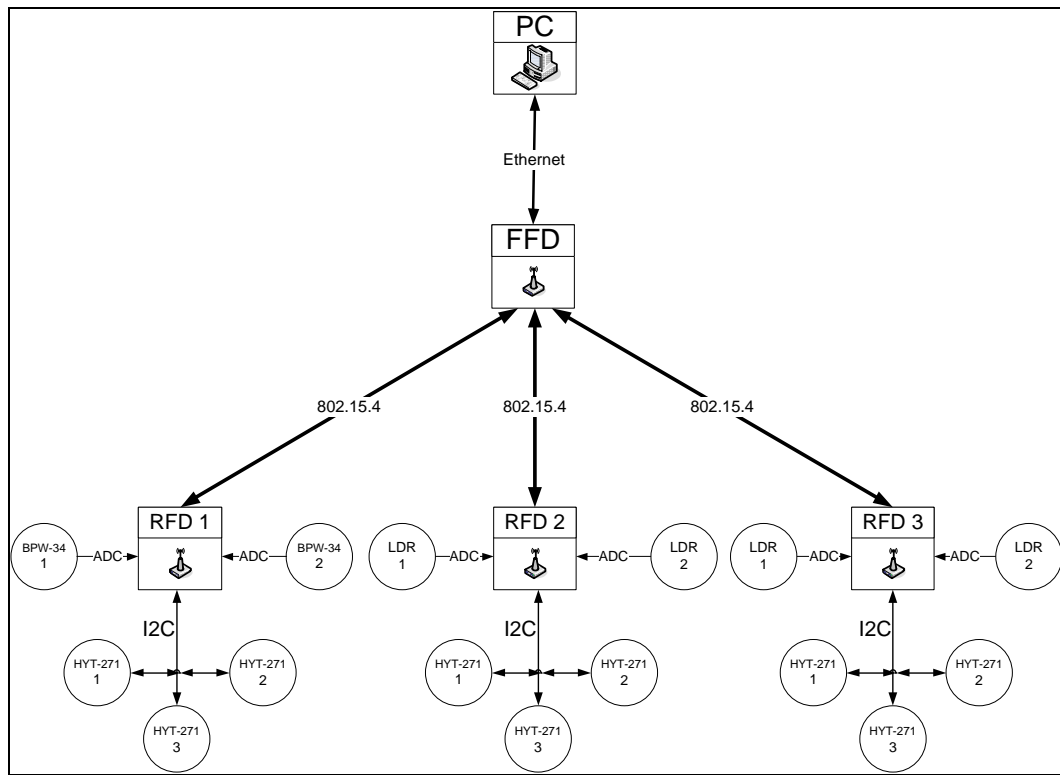 PC
Ethernet
FFD
802.15.4
802.15.4
802.15.4
RFD 1
RFD 2
RFD 3
BPW-34
1
ADC
ADC
BPW-34
2
LDR
1
ADC
ADC
LDR
2
LDR
1
ADC
ADC
LDR
2
I2C
I2C
I2C
HYT-271
1
HYT-271
2
HYT-271
1
HYT-271
2
HYT-271
1
HYT-271
2
HYT-271
3
HYT-271
3
HYT-271
3